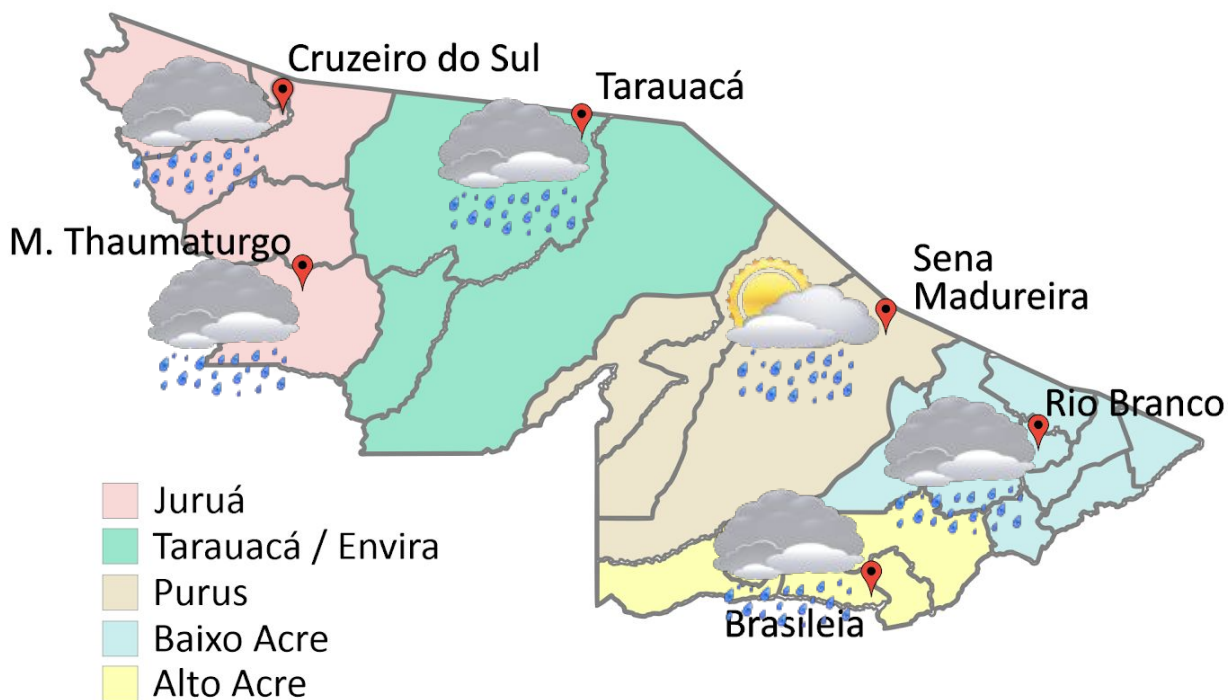 Cruzeiro do Sul
Tarauacá
M. Thaumaturgo
Sena
Madureira
Rio Branco
Brasileia
Juruá
Tarauacá / Envira
Purus
Baixo Acre
Alto Acre